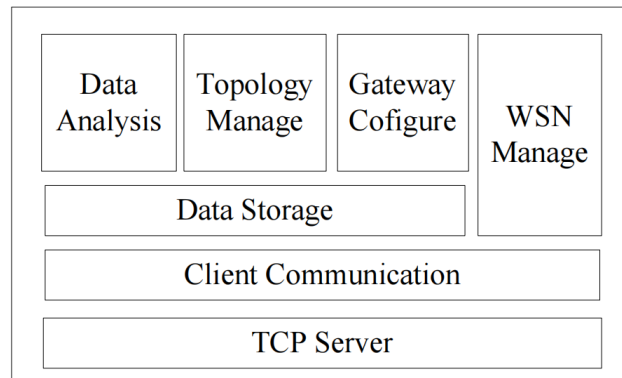 Data
Analysis
Topology
Manage
Gateway
Cofigure
WSN
Manage
Data Storage
Client Communication
TCP Server